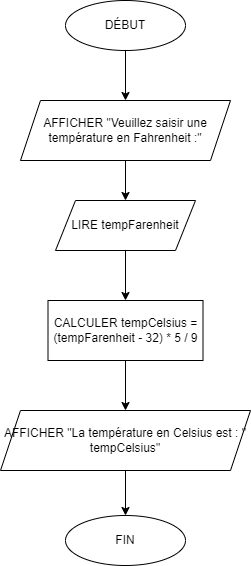 DÉBUT
AFFICHER "Veuillez saisir une
température en Fahrenheit :"
LIRE tempFarenheit
CALCULER tempCelsius =
(tempFarenheit - 32) * 5 / 9
AFFICHER "La température en Celsius est : "
tempCelsius"
FIN